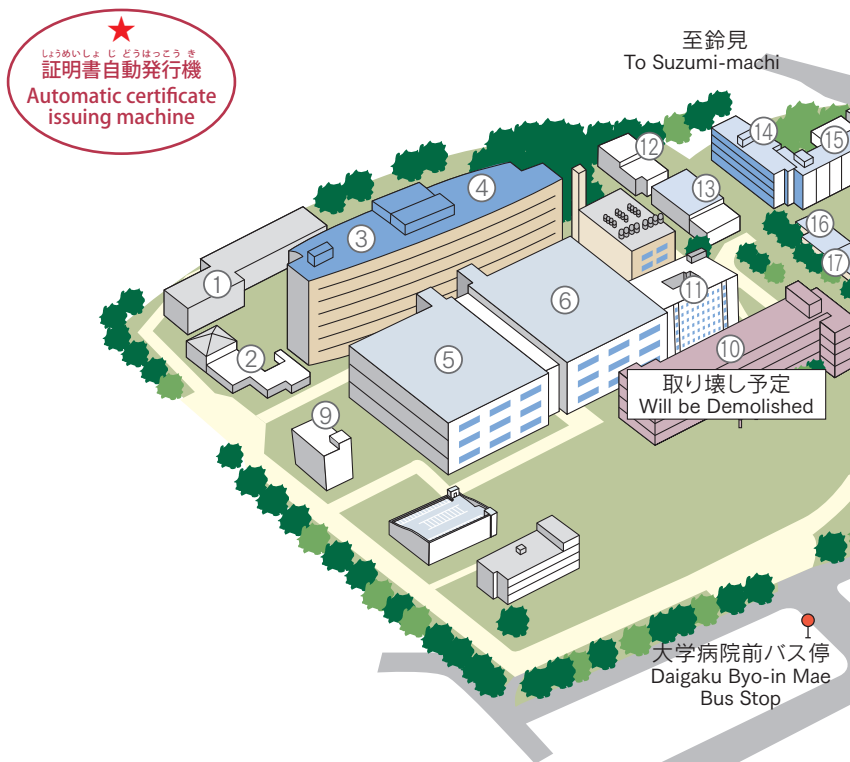 ★
しょうめいしょ じ どうはっこう き
証明書自動発行機
Automatic certificate
issuing machine
至鈴見
To Suzumi-machi
⑫
⑭
⑮
④
⑬
③
⑯
①
⑰
⑥
⑪
⑤
⑩
②
取り壊し予定
Will be Demolished
⑨
大学病院前バス停
Daigaku Byo-in Mae
Bus Stop